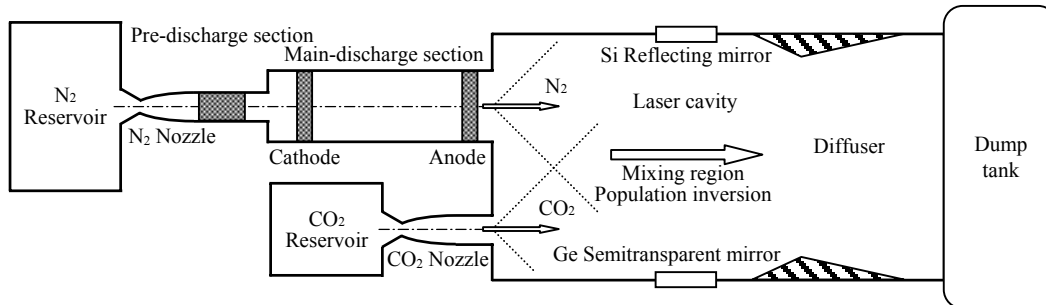 Pre-discharge section
Main-discharge section
Si Reflecting mirror
N2
Reservoir
N2 Nozzle
Cathode
Anode
N2
Laser cavity
Mixing region
Population inversion
Diffuser
Dump
tank
CO2
Reservoir
CO2 Nozzle
CO2
Ge Semitransparent mirror